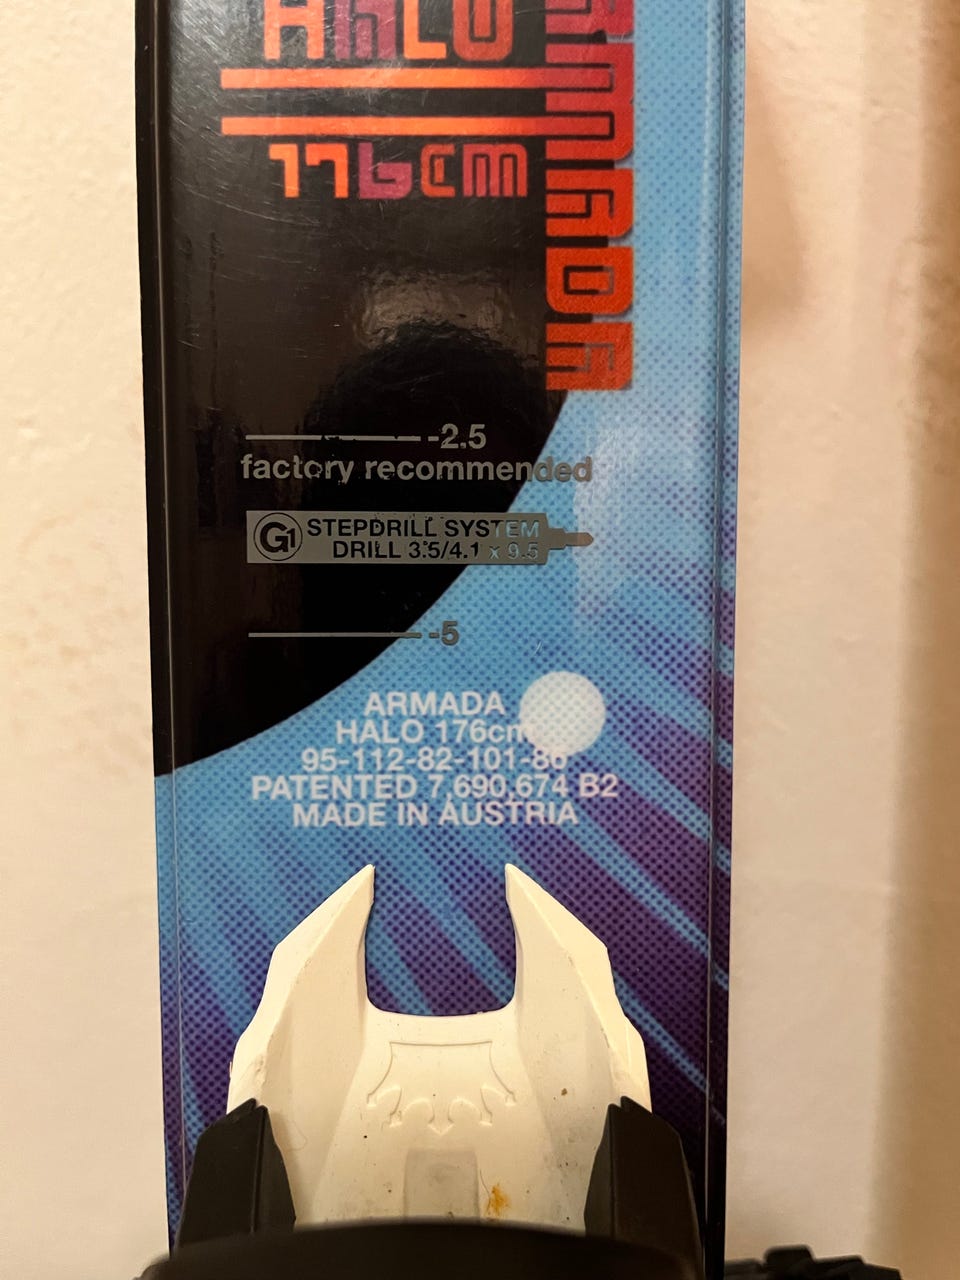 HALO
176CM
ARMADA
-2.5
factory recommended
G1 STEPDRILL SYSTEM
DRILL 3.5/4.1 x 9.5
-5
ARMADA
HALO 176cm
95-112-82-101-86
PATENTED 7,690,674 B2
MADE IN AUSTRIA